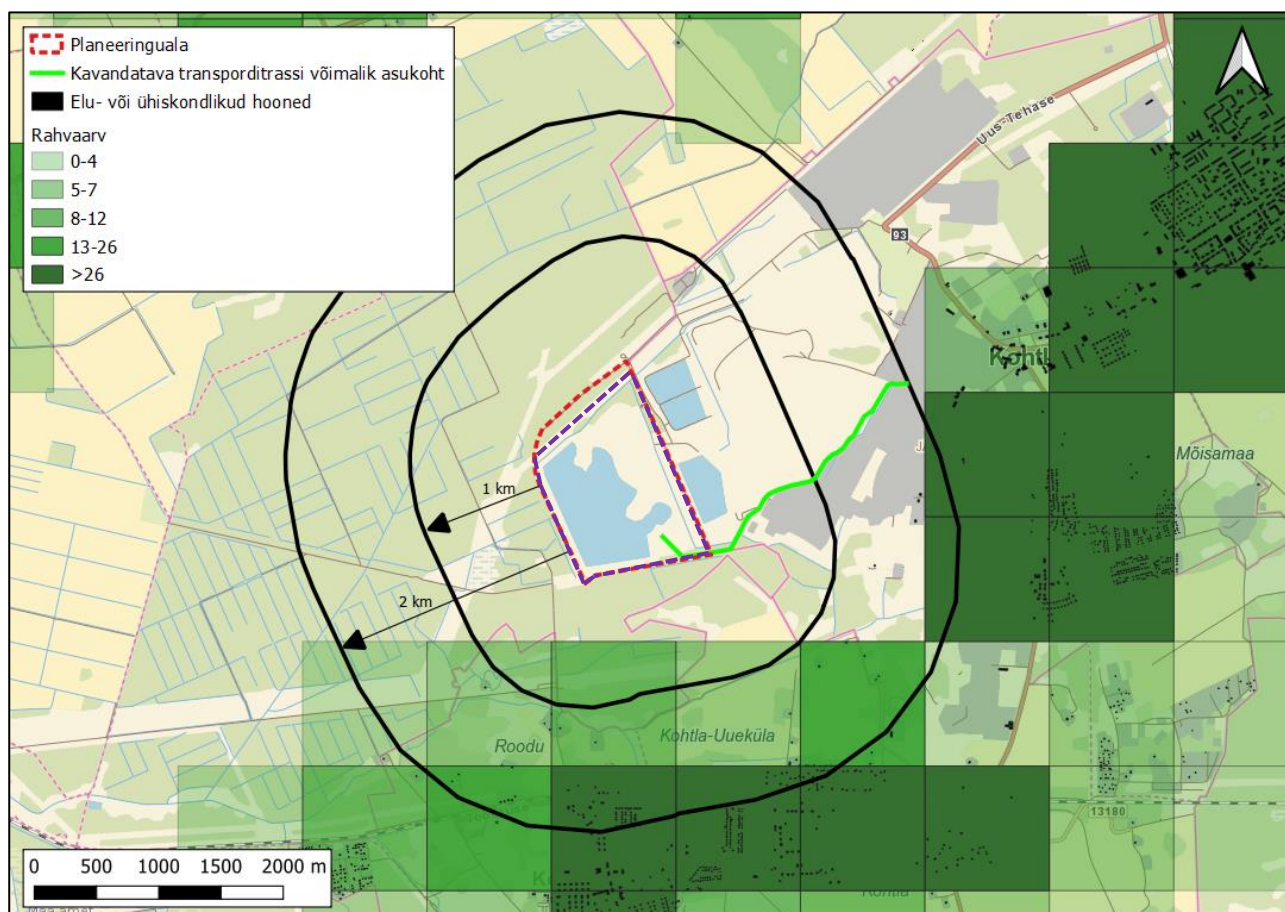 Planeeringuala
Kavandatava transporditrassi võimalik asukoht
Elu- või ühiskondlikud hooned
Rahvaarv
0-4
5-7
8-12
13-26
>26
Uus-Tehase
93
Kohtl
Mõisamaa
1 km
2 km
Roodu
Kohtla-Uueküla
13180
0 500 1000 1500 2000 m
Kohtla